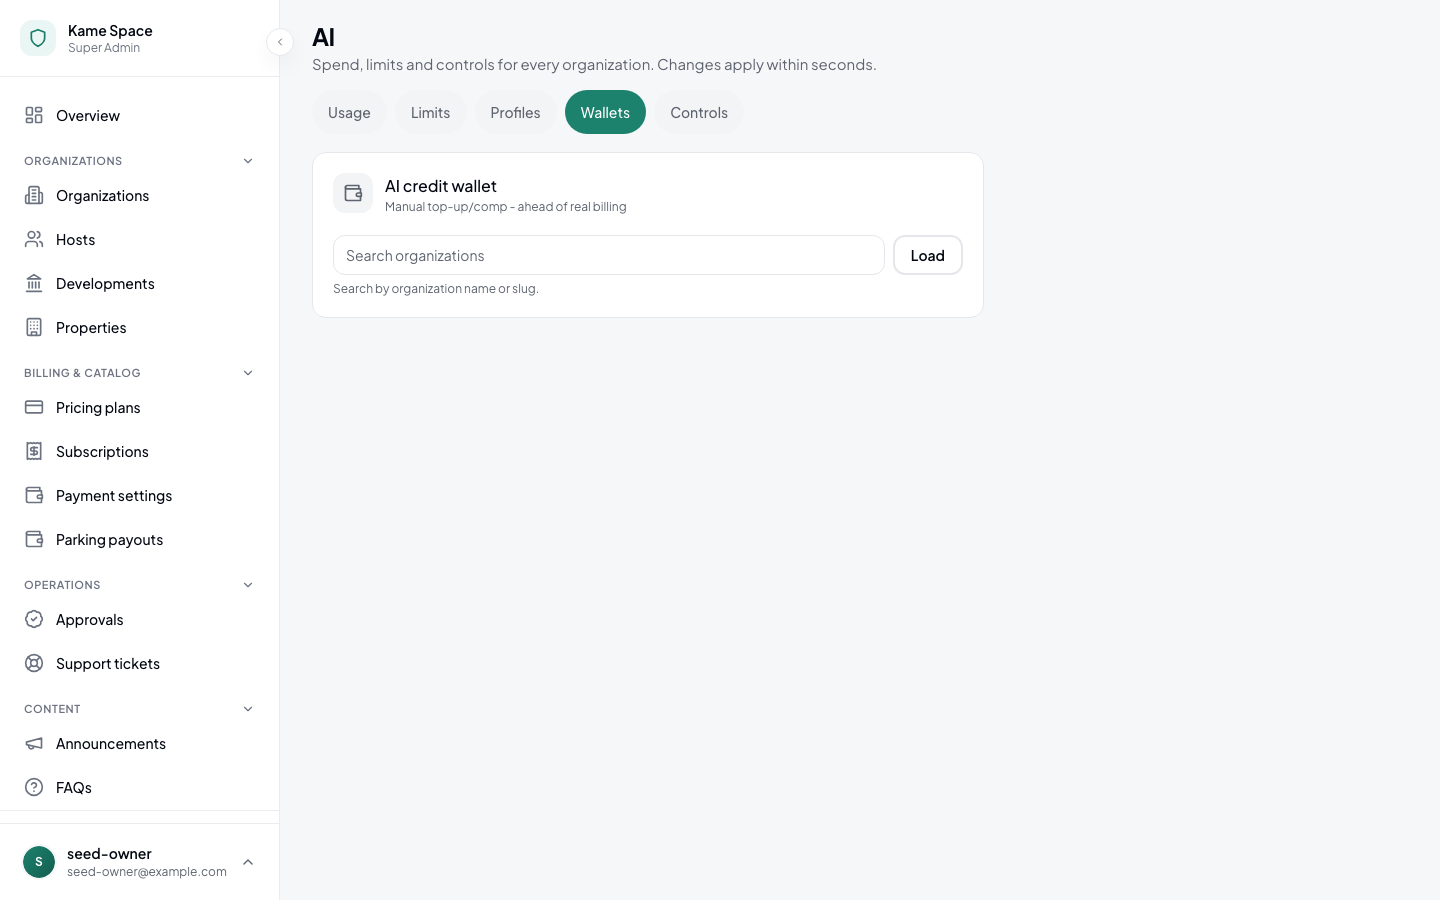 Kame Space
Super Admin
Overview
ORGANIZATIONS
Organizations
Hosts
Developments
Properties
BILLING & CATALOG
Pricing plans
Subscriptions
Payment settings
Parking payouts
OPERATIONS
Approvals
Support tickets
CONTENT
Announcements
FAQs
S
seed-owner
seed-owner@example.com
AI
Spend, limits and controls for every organization. Changes apply within seconds.
Usage Limits Profiles Wallets Controls
AI credit wallet
Manual top-up/comp - ahead of real billing
Search organizations Load
Search by organization name or slug.